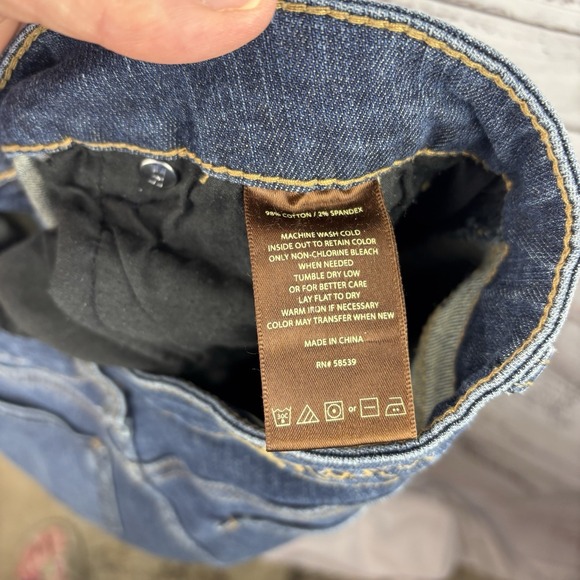 98% COTTON / 2% SPANDEX
MACHINE WASH COLD
INSIDE OUT TO RETAIN COLOR
ONLY NON-CHLORINE BLEACH
WHEN NEEDED
TUMBLE DRY LOW
OR FOR BETTER CARE
LAY FLAT TO DRY
WARM IRON IF NECESSARY
COLOR MAY TRANSFER WHEN NEW
MADE IN CHINA
RN# 58539
30C or